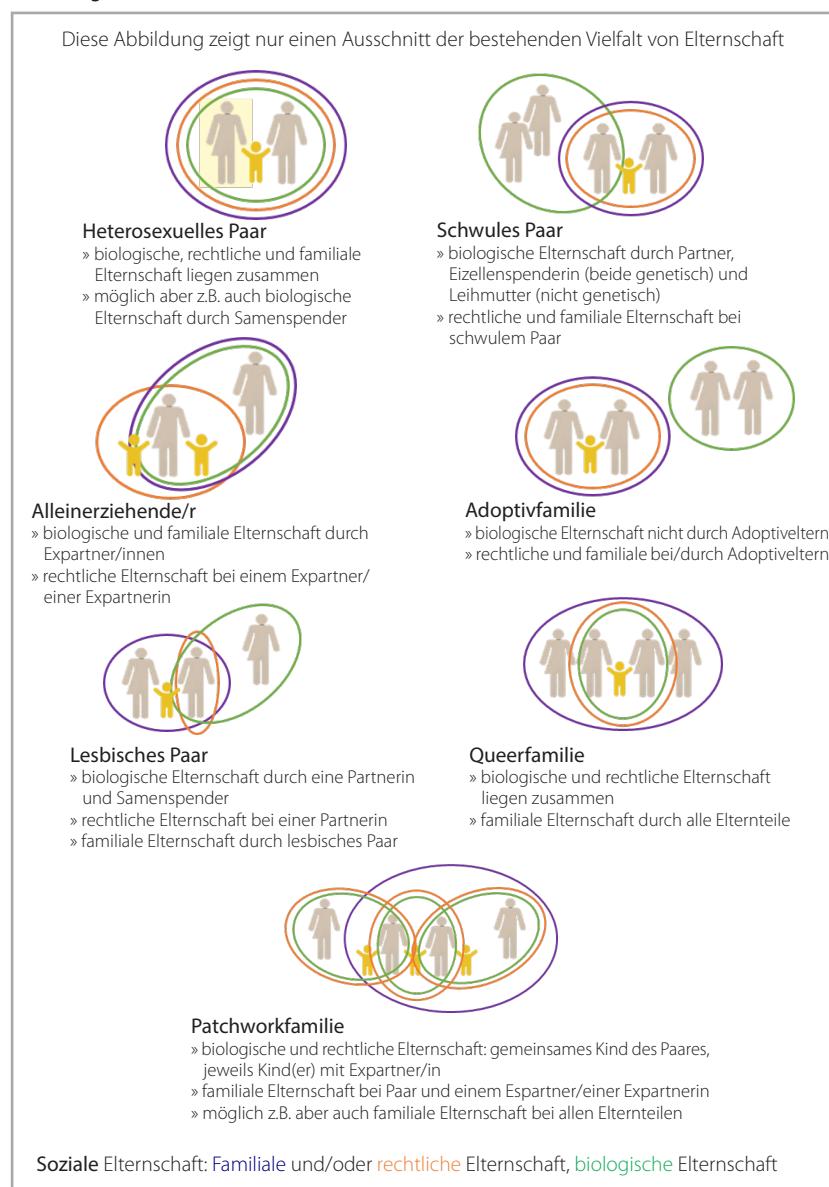 Diese Abbildung zeigt nur einen Ausschnitt der bestehenden Vielfalt von Elternschaft
Heterosexuelles Paar
» biologische, rechtliche und familiale
Elternschaft liegen zusammen
» möglich aber z.B. auch biologische
Elternschaft durch Samenspender
Schwules Paar
» biologische Elternschaft durch Partner,
Eizellenspenderin (beide genetisch) und
Leihmutter (nicht genetisch)
» rechtliche und familiale Elternschaft bei
schwulem Paar
Alleinerziehende/r
» biologische und familiale Elternschaft durch
Expartner/innen
» rechtliche Elternschaft bei einem Expartner/
einer Expartnerin
Adoptivfamilie
» biologische Elternschaft nicht durch Adoptiveltern
» rechtliche und familiale bei/durch Adoptiveltern
Lesbisches Paar
» biologische Elternschaft durch eine Partnerin
und Samenspender
» rechtliche Elternschaft bei einer Partnerin
» familiale Elternschaft durch lesbisches Paar
Queerfamilie
» biologische und rechtliche Elternschaft
liegen zusammen
» familiale Elternschaft durch alle Elternteile
Patchworkfamilie
» biologische und rechtliche Elternschaft: gemeinsames Kind des Paares,
jeweils Kind(er) mit Expartner/in
» familiale Elternschaft bei Paar und einem Espartner/einer Expartnerin
» möglich z.B. aber auch familiale Elternschaft bei allen Elternteilen
Soziale Elternschaft: Familiale und/oder rechtliche Elternschaft, biologische Elternschaft